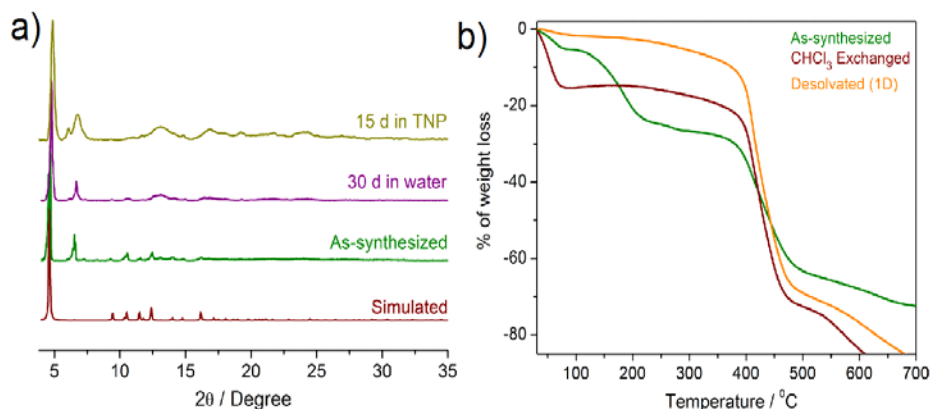 a)
15 d in TNP
30 d in water
As-synthesized
Simulated
5 10 15 20 25 30 35
2θ / Degree
b)
As-synthesized
CHCl₃ Exchanged
Desolvated (1D)
% of weight loss
0
-20
-40
-60
-80
100 200 300 400 500 600 700
Temperature / ⁰C